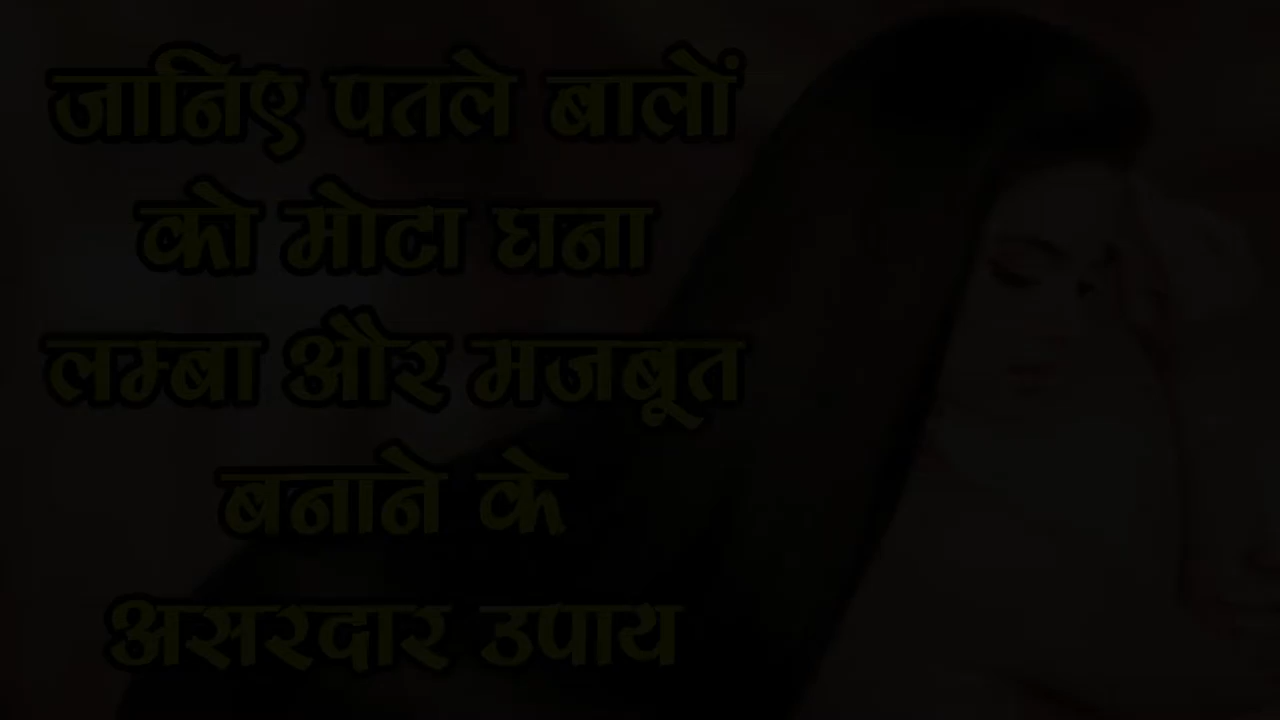 जानिए पतले बालों
को मोटा घना
लम्बा और मजबूत
बनाने के
असरदार उपाय